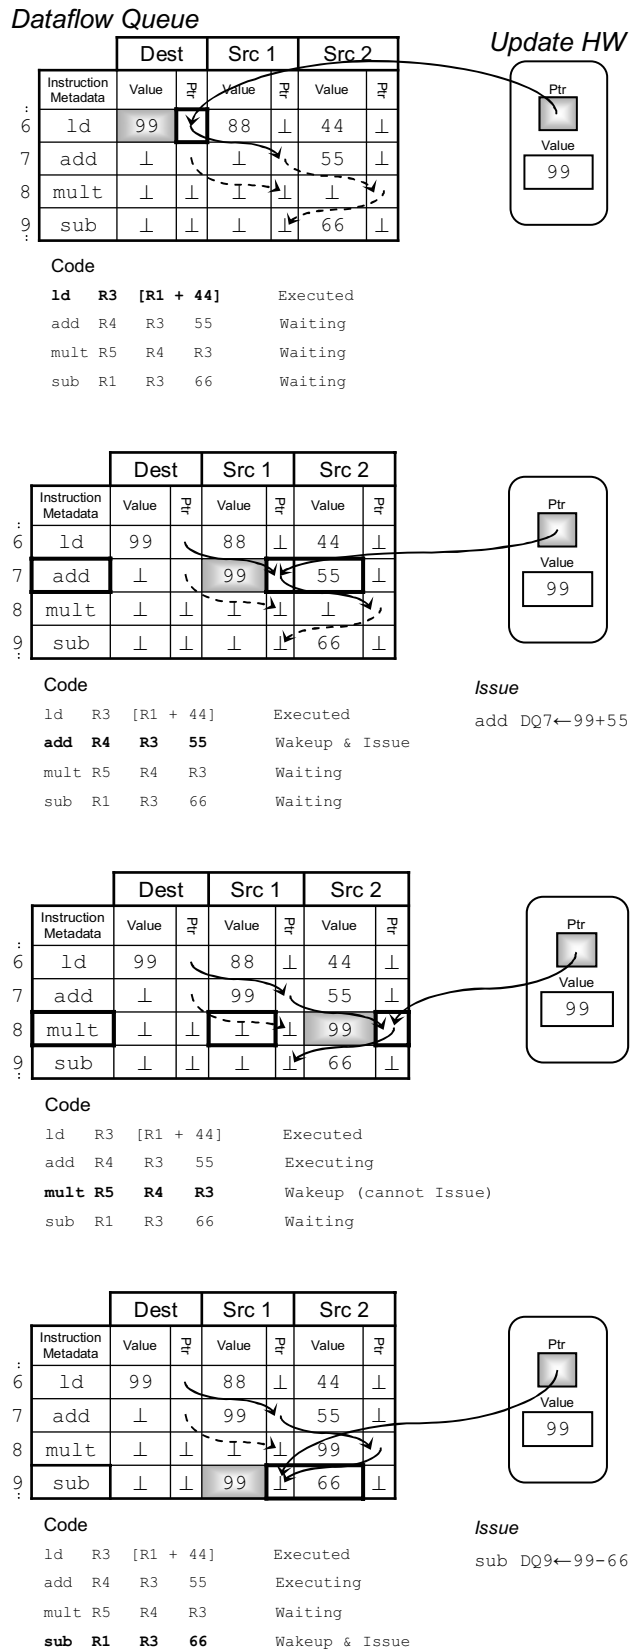 Dataflow Queue
Update HW
Dest Src 1 Src 2
Instruction Metadata Value Ptr Value Ptr Value Ptr
Ptr
Value
99
:
6 ld 99 88 ⊥ 44 ⊥
7 add ⊥ ⊥ 55 ⊥
8 mult ⊥ ⊥ ⊥ ⊥ ⊥
9 sub ⊥ ⊥ ⊥ ⊥ 66 ⊥
:
Code
ld R3 [R1 + 44] Executed
add R4 R3 55 Waiting
mult R5 R4 R3 Waiting
sub R1 R3 66 Waiting
Dest Src 1 Src 2
Instruction Metadata Value Ptr Value Ptr Value Ptr
Ptr
Value
99
:
6 ld 99 88 ⊥ 44 ⊥
7 add ⊥ 99 55 ⊥
8 mult ⊥ ⊥ ⊥ ⊥ ⊥
9 sub ⊥ ⊥ ⊥ ⊥ 66 ⊥
:
Code
ld R3 [R1 + 44] Executed
add R4 R3 55 Wakeup & Issue
mult R5 R4 R3 Waiting
sub R1 R3 66 Waiting
Issue
add DQ7←99+55
Dest Src 1 Src 2
Instruction Metadata Value Ptr Value Ptr Value Ptr
Ptr
Value
99
:
6 ld 99 88 ⊥ 44 ⊥
7 add ⊥ 99 55 ⊥
8 mult ⊥ ⊥ ⊥ ⊥ 99
9 sub ⊥ ⊥ ⊥ ⊥ 66 ⊥
:
Code
ld R3 [R1 + 44] Executed
add R4 R3 55 Executing
mult R5 R4 R3 Wakeup (cannot Issue)
sub R1 R3 66 Waiting
Dest Src 1 Src 2
Instruction Metadata Value Ptr Value Ptr Value Ptr
Ptr
Value
99
:
6 ld 99 88 ⊥ 44 ⊥
7 add ⊥ 99 55 ⊥
8 mult ⊥ ⊥ ⊥ ⊥ 99
9 sub ⊥ ⊥ 99 ⊥ 66 ⊥
:
Code
ld R3 [R1 + 44] Executed
add R4 R3 55 Executing
mult R5 R4 R3 Waiting
sub R1 R3 66 Wakeup & Issue
Issue
sub DQ9←99-66